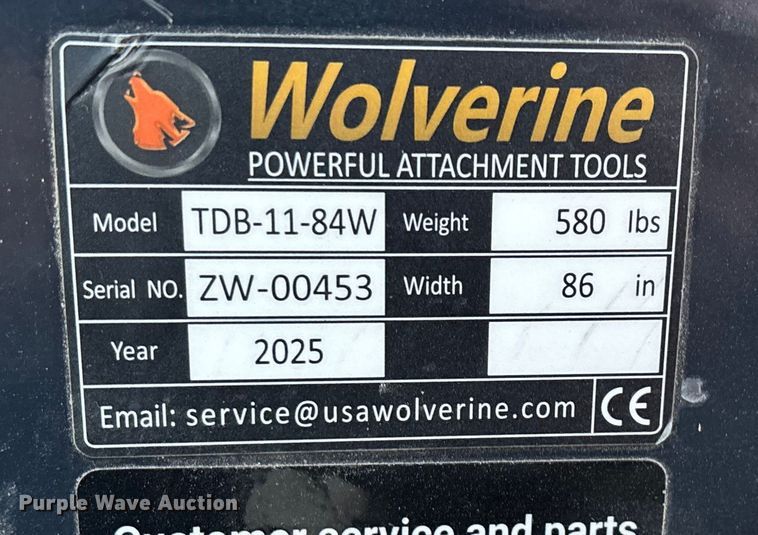 Wolverine
POWERFUL ATTACHMENT TOOLS
Model TDB-11-84W Weight 580 lbs
Serial NO. ZW-00453 Width 86 in
Year 2025
Email: service@usawolverine.com CE
Purple Wave Auction
Customer service and parts